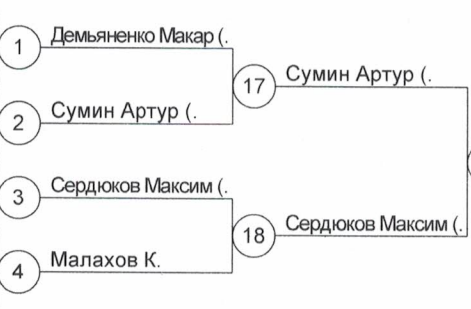 1 Демьяненко Макар (.
17 Сумин Артур (.
2 Сумин Артур (.
3 Сердюков Максим (.
18 Сердюков Максим (.
4 Малахов К.